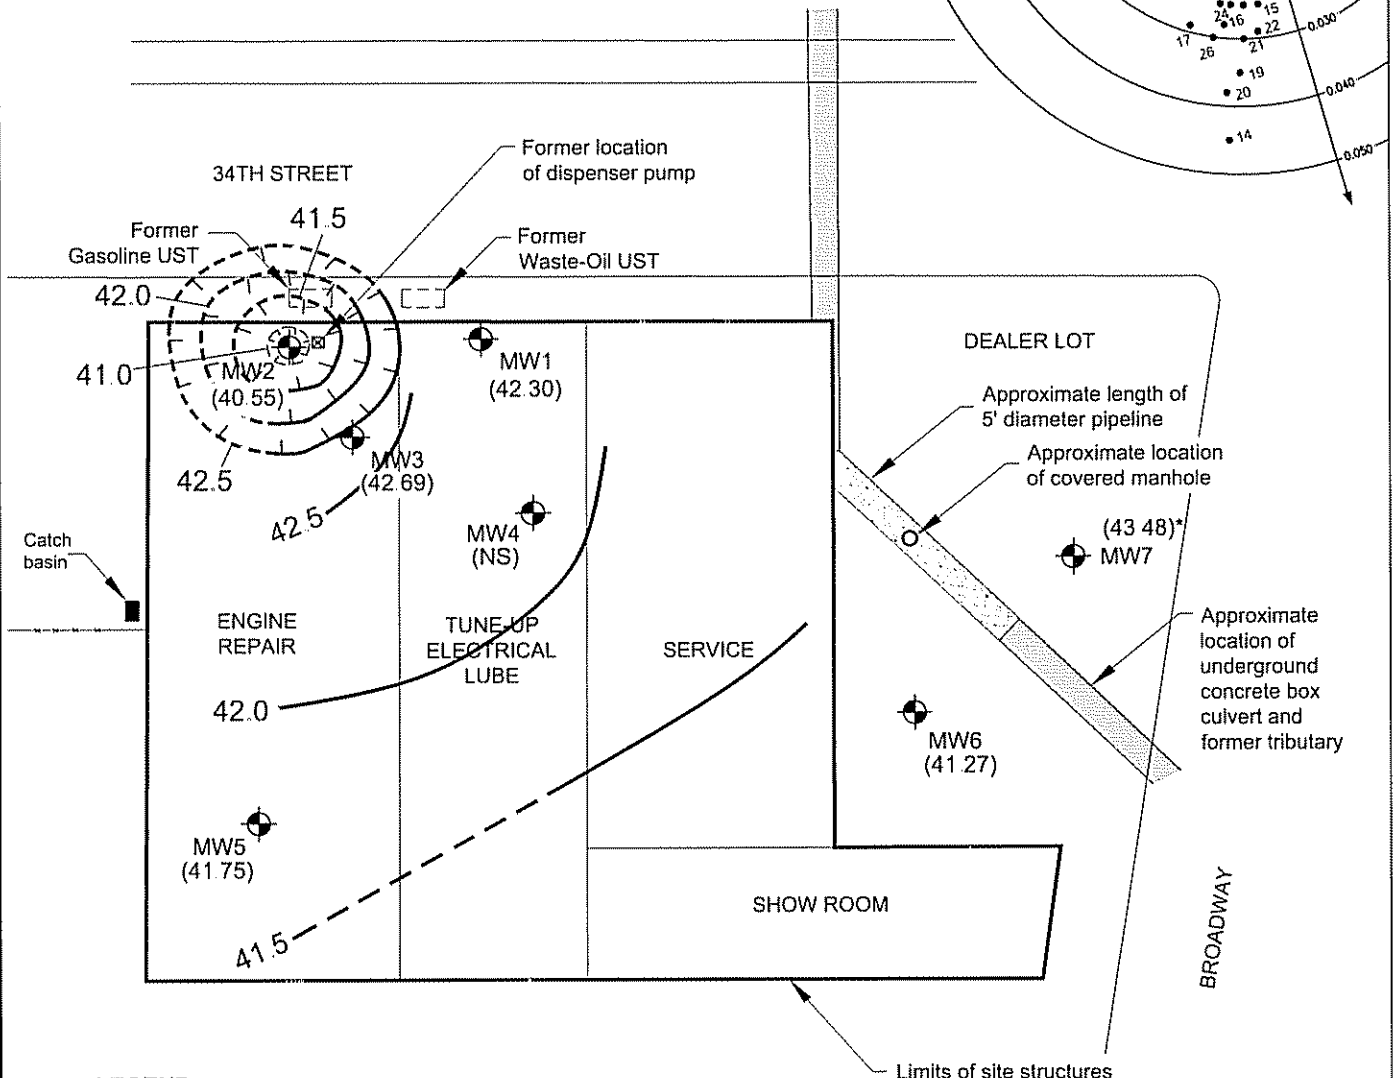 24
16
15
22
17
26
21
0.030
19
20
0.040
14
0.050
34TH STREET
Former location
of dispenser pump
41.5
Former
Gasoline UST
Former
Waste-Oil UST
42.0
41.0
MW2
(40.55)
MW1
(42.30)
DEALER LOT
Approximate length of
5' diameter pipeline
Approximate location
of covered manhole
MW3
(42.69)
42.5
42.5
MW4
(NS)
(43 48)*
MW7
Catch
basin
ENGINE
REPAIR
TUNE-UP
ELECTRICAL
LUBE
SERVICE
Approximate
location of
underground
concrete box
culvert and
former tributary
42.0
MW6
(41.27)
MW5
(41.75)
SHOW ROOM
41.5
BROADWAY
Limits of site structures